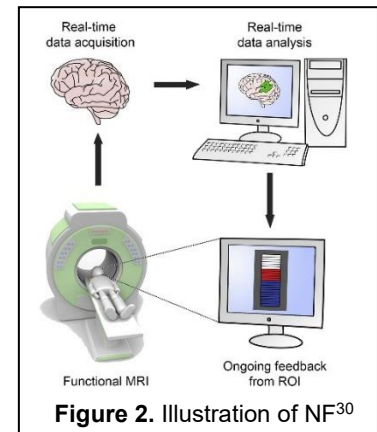 Real-time
data acquisition
Real-time
data analysis
Functional MRI
Ongoing feedback
from ROI
Figure 2. Illustration of NF30